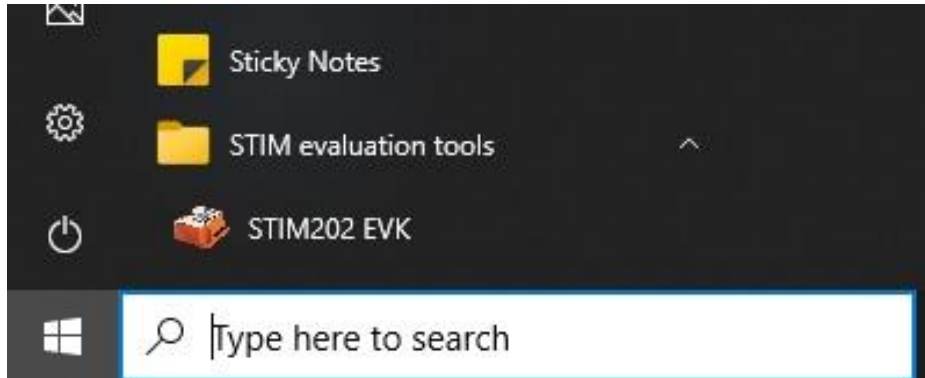 Sticky Notes
STIM evaluation tools
STIM202 EVK
Type here to search